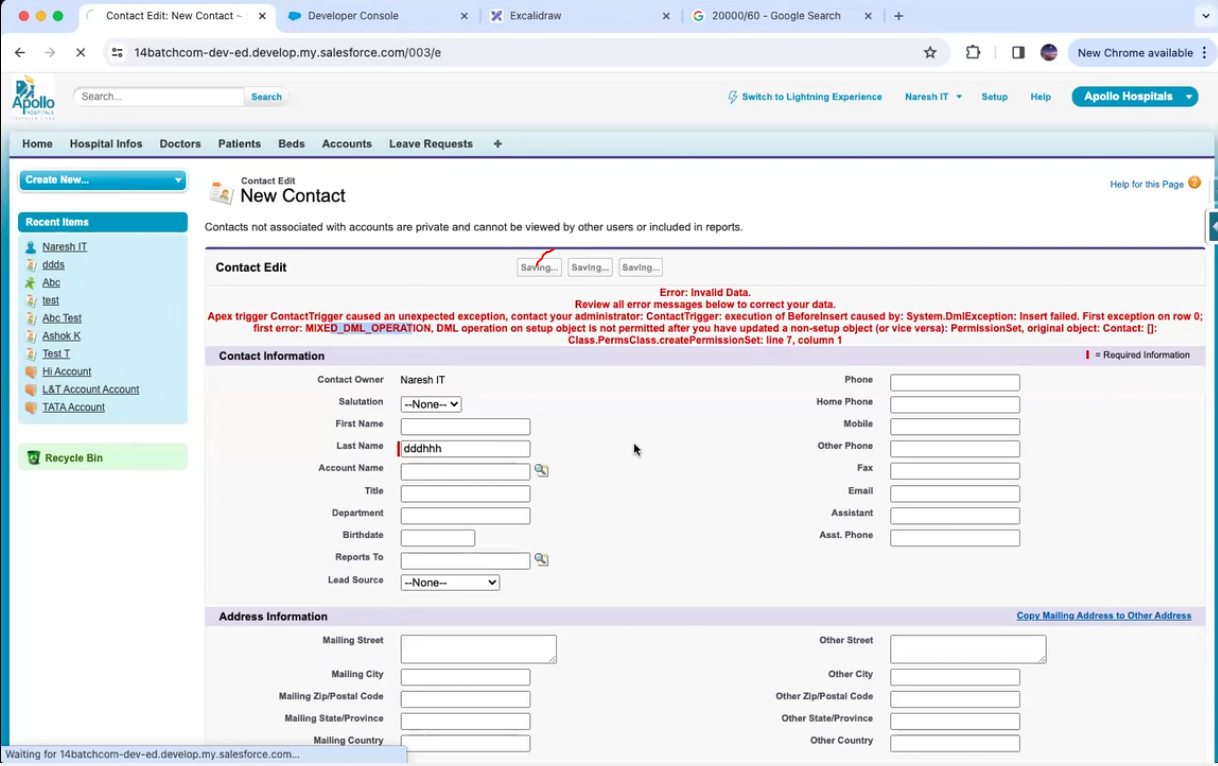 Contact Edit: New Contact ~
Developer Console
Excalidraw
20000/60 - Google Search
14batchcom-dev-ed.develop.my.salesforce.com/003/e
New Chrome available
Apollo
HOSPITALS
Search...
Search
Switch to Lightning Experience
Naresh IT
Setup
Help
Apollo Hospitals
Home
Hospital Infos
Doctors
Patients
Beds
Accounts
Leave Requests
+
Create New...
Recent Items
Naresh IT
ddds
Abc
test
Abc Test
Ashok K
Test T
Hi Account
L&T Account Account
TATA Account
Recycle Bin
Contact Edit
New Contact
Help for this Page
Contacts not associated with accounts are private and cannot be viewed by other users or included in reports.
Contact Edit
Saving...
Saving...
Saving...
Error: Invalid Data.
Review all error messages below to correct your data.
Apex trigger ContactTrigger caused an unexpected exception, contact your administrator: ContactTrigger: execution of BeforeInsert caused by: System.DmlException: Insert failed. First exception on row 0;
first error: MIXED_DML_OPERATION, DML operation on setup object is not permitted after you have updated a non-setup object (or vice versa): PermissionSet, original object: Contact: []:
Class.PermsClass.createPermissionSet: line 7, column 1
Contact Information
= Required Information
Contact Owner
Naresh IT
Phone
Salutation
--None--
Home Phone
First Name
Mobile
Last Name
dddhhh
Other Phone
Account Name
Fax
Title
Email
Department
Assistant
Birthdate
Asst. Phone
Reports To
Lead Source
--None--
Address Information
Copy Mailing Address to Other Address
Mailing Street
Other Street
Mailing City
Other City
Mailing Zip/Postal Code
Other Zip/Postal Code
Mailing State/Province
Other State/Province
Mailing Country
Other Country
Waiting for 14batchcom-dev-ed.develop.my.salesforce.com...